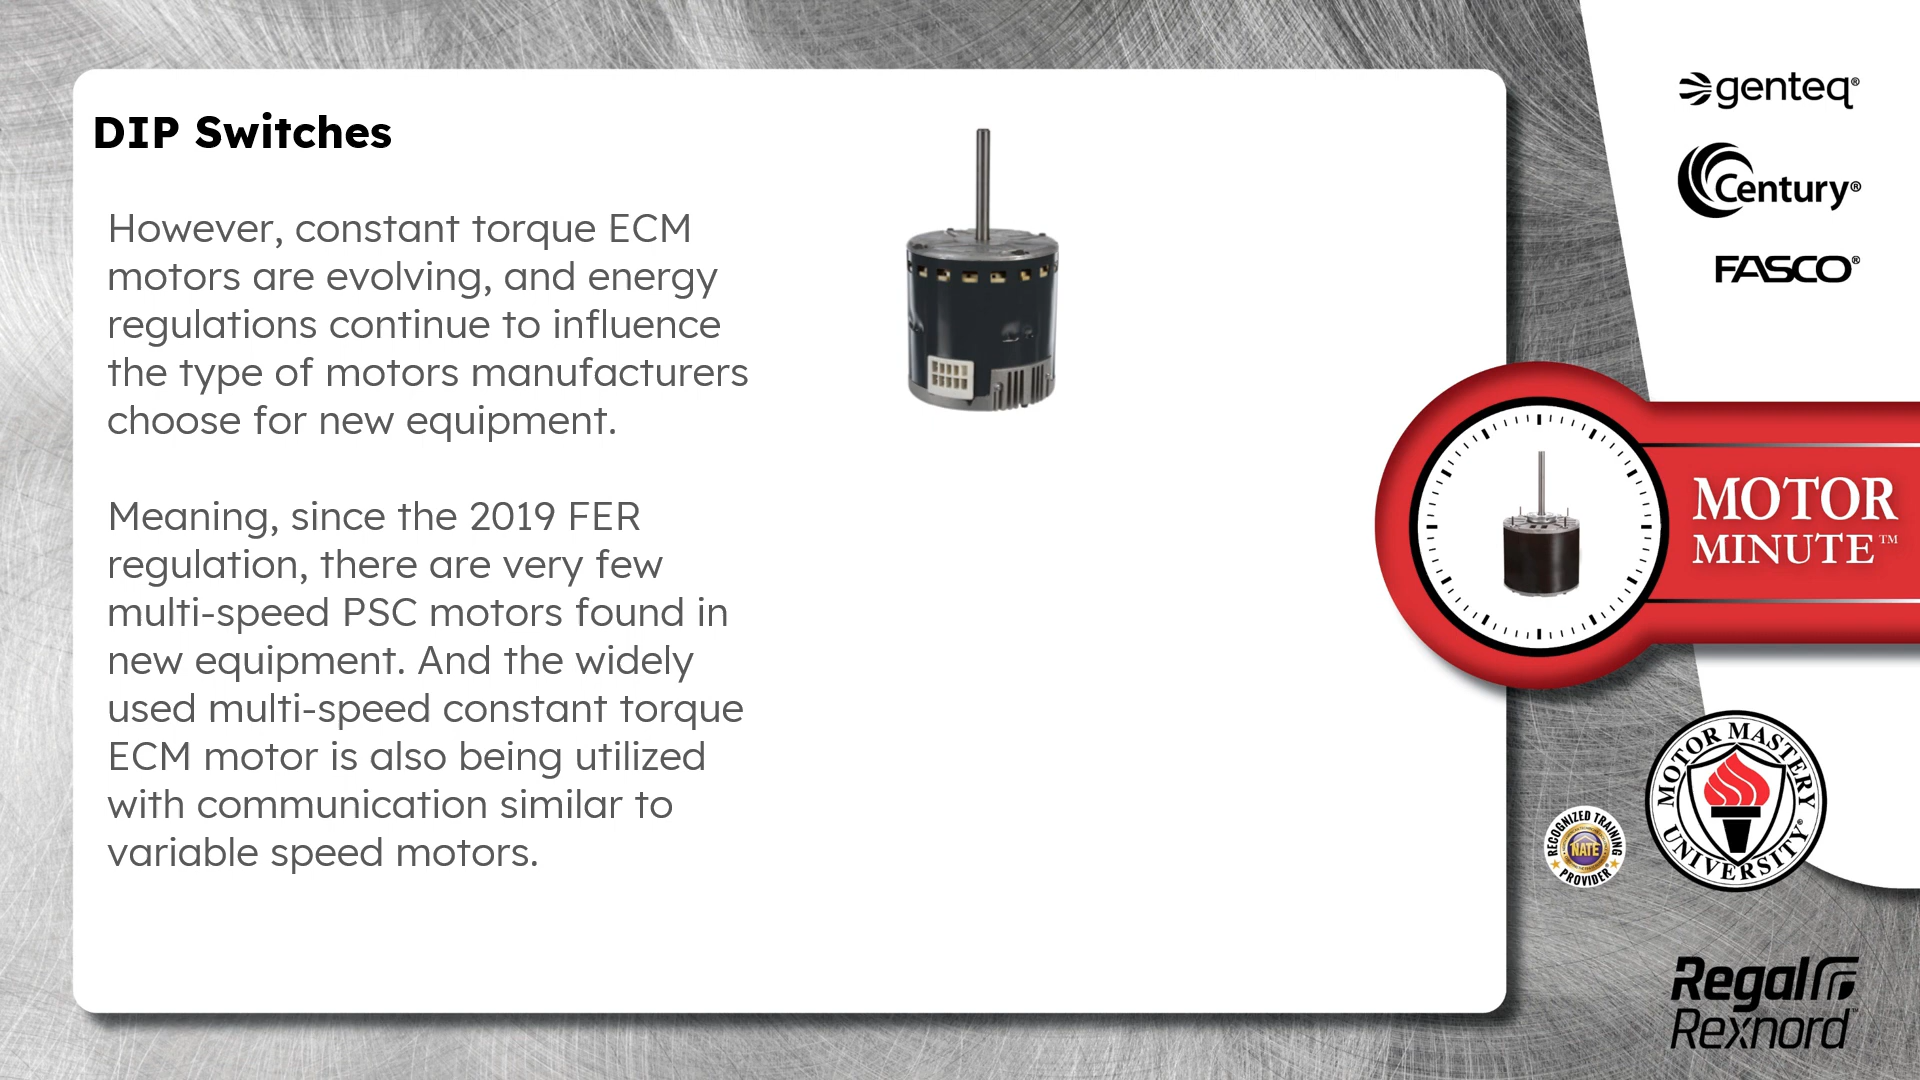 DIP Switches
However, constant torque ECM
motors are evolving, and energy
regulations continue to influence
the type of motors manufacturers
choose for new equipment.
Meaning, since the 2019 FER
regulation, there are very few
multi-speed PSC motors found in
new equipment. And the widely
used multi-speed constant torque
ECM motor is also being utilized
with communication similar to
variable speed motors.
genteq®
Century®
FASCO®
MOTOR
MINUTE™
MOTOR MASTERY
UNIVERSITY®
RECOGNIZED TRAINING
NATE
PROVIDER®
Regal
Rexnord™